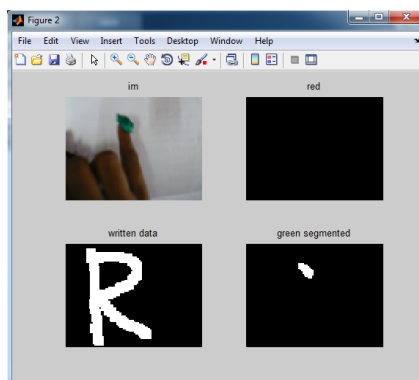 Figure 2
File Edit View Insert Tools Desktop Window Help
im
red
written data
green segmented
R